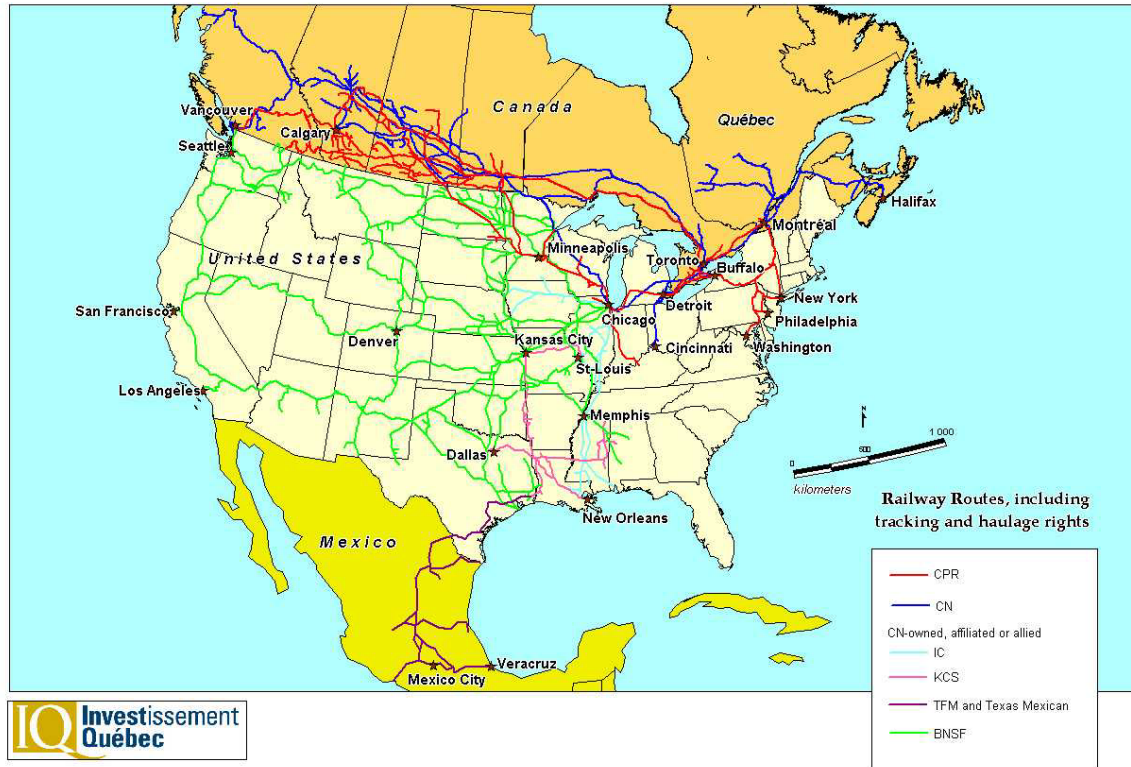 Canada
Québec
Vancouver
Calgary
Seattle
Halifax
Montréal
Minneapolis
Toronto
Buffalo
United States
Detroit
New York
San Francisco
Chicago
Philadelphia
Denver
Kansas City
Cincinnati
Washington
St-Louis
Los Angeles
Memphis
Dallas
New Orleans
Mexico
Mexico City
Veracruz
N
0
500
1 000
kilometers
Railway Routes, including
tracking and haulage rights
CPR
CN
CN-owned, affiliated or allied
IC
KCS
TFM and Texas Mexican
BNSF
IQ Investissement
Québec